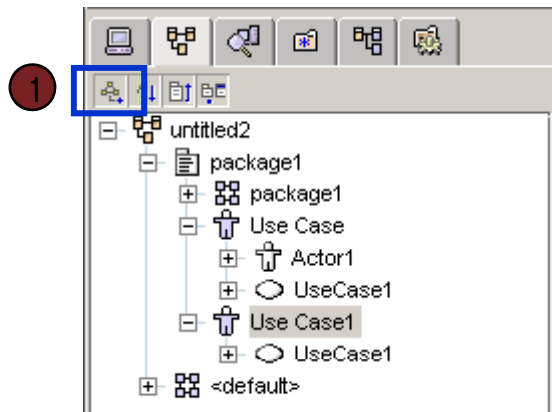 1
untitled2
package1
package1
Use Case
Actor1
UseCase1
Use Case1
UseCase1
<default>